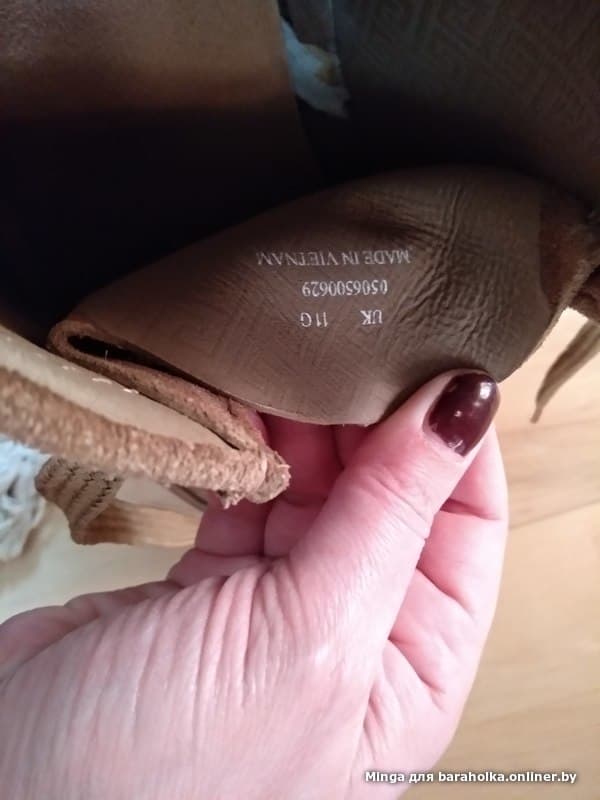 UK 11G
0506500629
MADE IN VIETNAM
Minga для baraholka.onliner.by